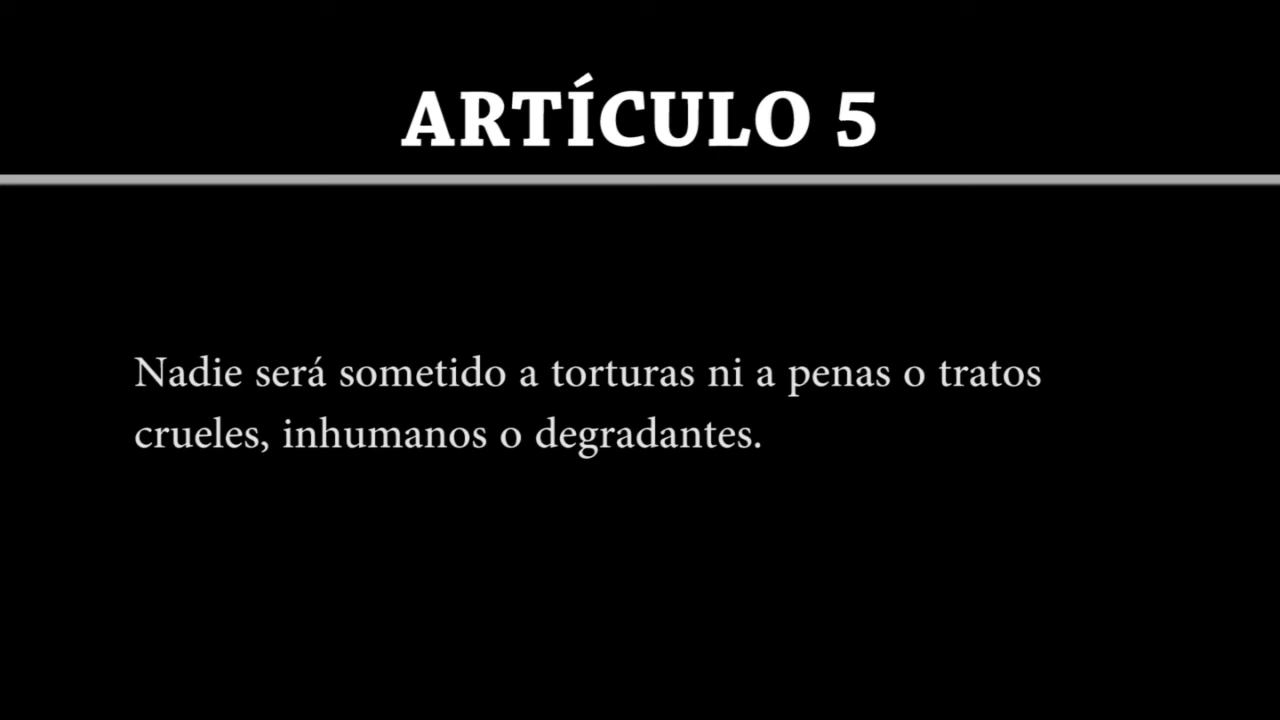 ARTÍCULO 5
Nadie será sometido a torturas ni a penas o tratos
crueles, inhumanos o degradantes.